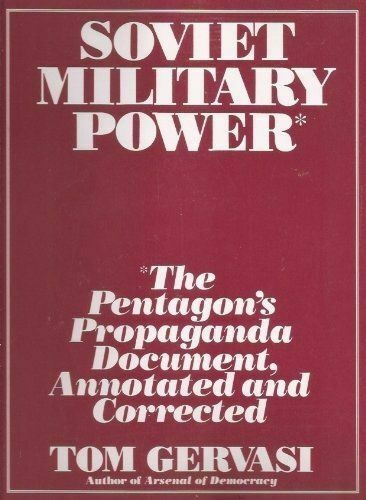 SOVIET
MILITARY
POWER*
*The
Pentagon's
Propaganda
Document,
Annotated and
Corrected
TOM GERVASI
Author of Arsenal of Democracy